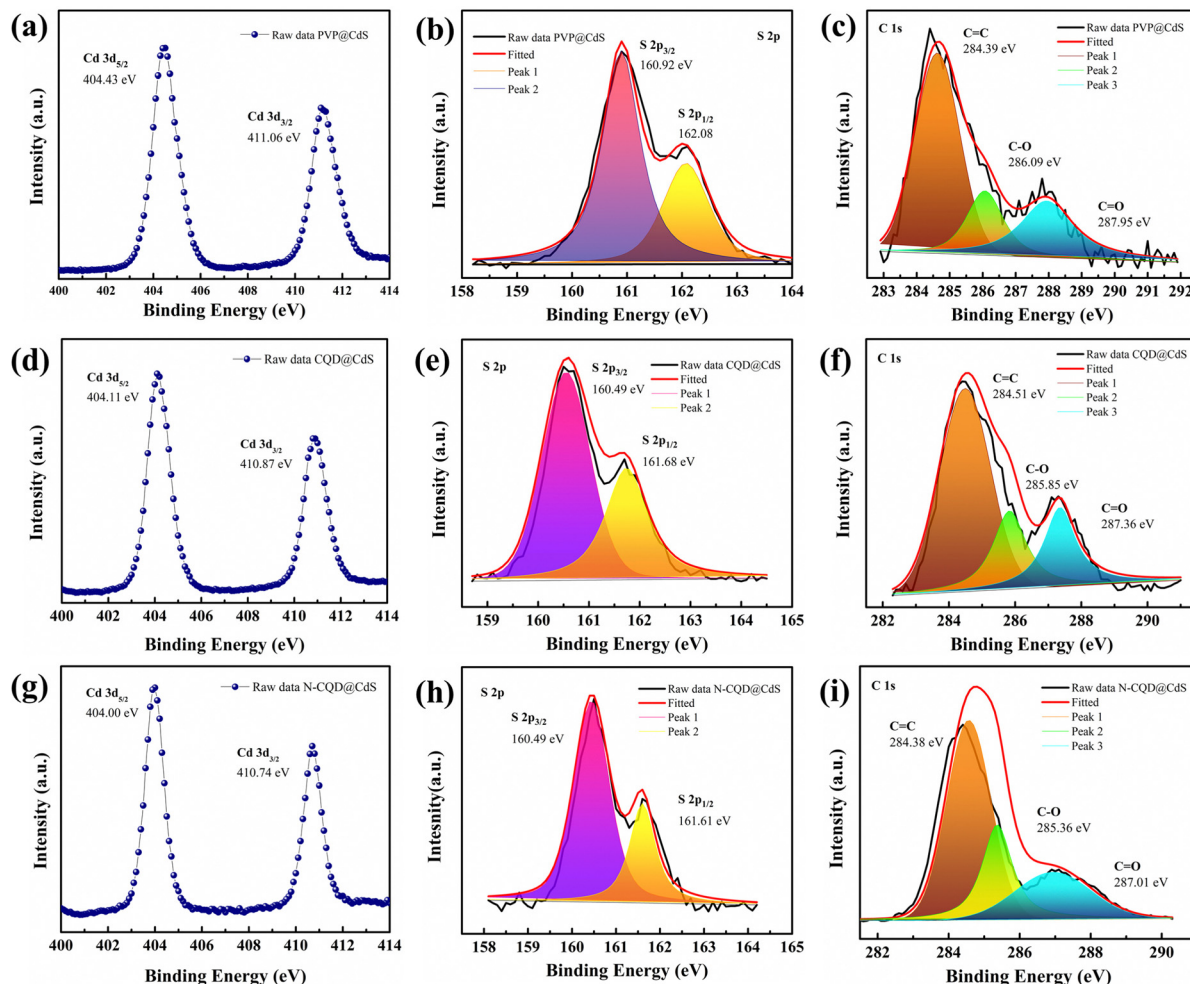 (a)
Raw data PVP@CdS
Cd 3d5/2
404.43 eV
Cd 3d3/2
411.06 eV
Intensity (a.u.)
400 402 404 406 408 410 412 414
Binding Energy (eV)
(b)
Raw data PVP@CdS
Fitted
Peak 1
Peak 2
S 2p
S 2p3/2
160.92 eV
S 2p1/2
162.08
Intensity (a.u.)
158 159 160 161 162 163 164
Binding Energy (eV)
(c)
C 1s
Raw data PVP@CdS
Fitted
Peak 1
Peak 2
Peak 3
C=C
284.39 eV
C-O
286.09 eV
C=O
287.95 eV
Intensity (a.u.)
283 284 285 286 287 288 289 290 291 292
Binding Energy (eV)
(d)
Raw data CQD@CdS
Cd 3d5/2
404.11 eV
Cd 3d3/2
410.87 eV
Intensity (a.u.)
400 402 404 406 408 410 412 414
Binding Energy (eV)
(e)
S 2p
Raw data CQD@CdS
Fitted
Peak 1
Peak 2
S 2p3/2
160.49 eV
S 2p1/2
161.68 eV
Intensity (a.u.)
159 160 161 162 163 164 165
Binding Energy (eV)
(f)
C 1s
Raw data CQD@CdS
Fitted
Peak 1
Peak 2
Peak 3
C=C
284.51 eV
C-O
285.85 eV
C=O
287.36 eV
Intensity (a.u.)
282 284 286 288 290
Binding Energy (eV)
(g)
Raw data N-CQD@CdS
Cd 3d5/2
404.00 eV
Cd 3d3/2
410.74 eV
Intensity (a.u.)
400 402 404 406 408 410 412 414
Binding Energy (eV)
(h)
S 2p
Raw data N-CQD@CdS
Fitted
Peak 1
Peak 2
S 2p3/2
160.49 eV
S 2p1/2
161.61 eV
Intesnity(a.u.)
158 159 160 161 162 163 164 165
Binding Energy (eV)
(i)
C 1s
Raw data N-CQD@CdS
Fitted
Peak 1
Peak 2
Peak 3
C=C
284.38 eV
C-O
285.36 eV
C=O
287.01 eV
Intensity (a.u.)
282 284 286 288 290
Binding Energy (eV)